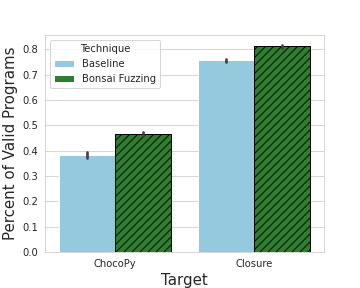 Percent of Valid Programs
0.8
0.7
0.6
0.5
0.4
0.3
0.2
0.1
0.0
Technique
Baseline
Bonsai Fuzzing
ChocoPy
Closure
Target